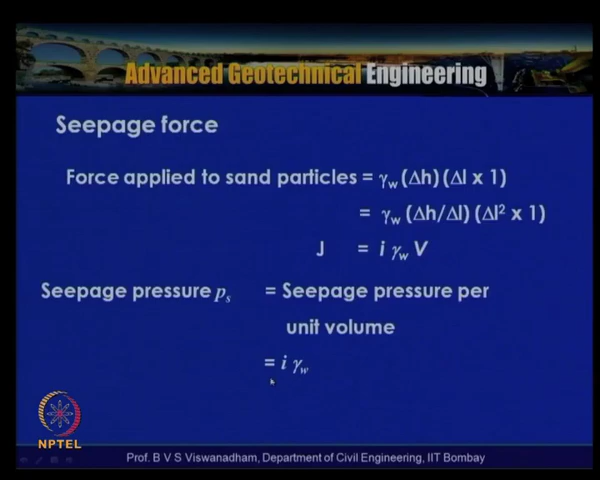 Advanced Geotechnical Engineering
Seepage force
Force applied to sand particles = γw (Δh) (Δl x 1)
= γw (Δh/Δl) (Δl² x 1)
J = i γw V
Seepage pressure ps = Seepage pressure per
unit volume
= i γw
NPTEL
Prof. B V S Viswanadham, Department of Civil Engineering, IIT Bombay